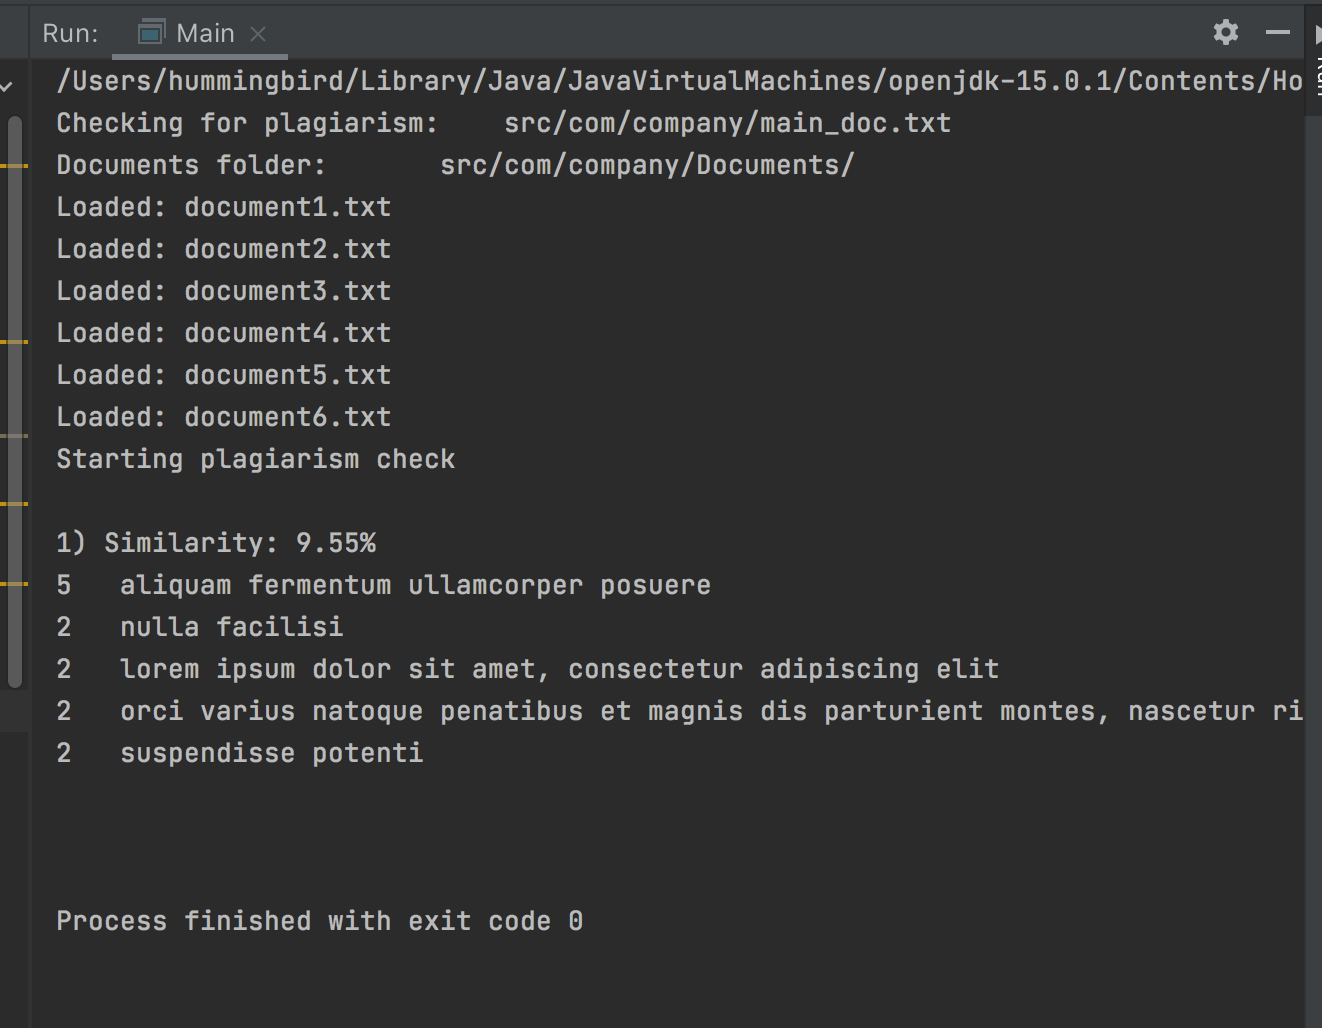 Run: Main
/Users/hummingbird/Library/Java/JavaVirtualMachines/openjdk-15.0.1/Contents/Ho
Checking for plagiarism:    src/com/company/main_doc.txt
Documents folder:       src/com/company/Documents/
Loaded: document1.txt
Loaded: document2.txt
Loaded: document3.txt
Loaded: document4.txt
Loaded: document5.txt
Loaded: document6.txt
Starting plagiarism check
1) Similarity: 9.55%
5   aliquam fermentum ullamcorper posuere
2   nulla facilisi
2   lorem ipsum dolor sit amet, consectetur adipiscing elit
2   orci varius natoque penatibus et magnis dis parturient montes, nascetur ri
2   suspendisse potenti
Process finished with exit code 0